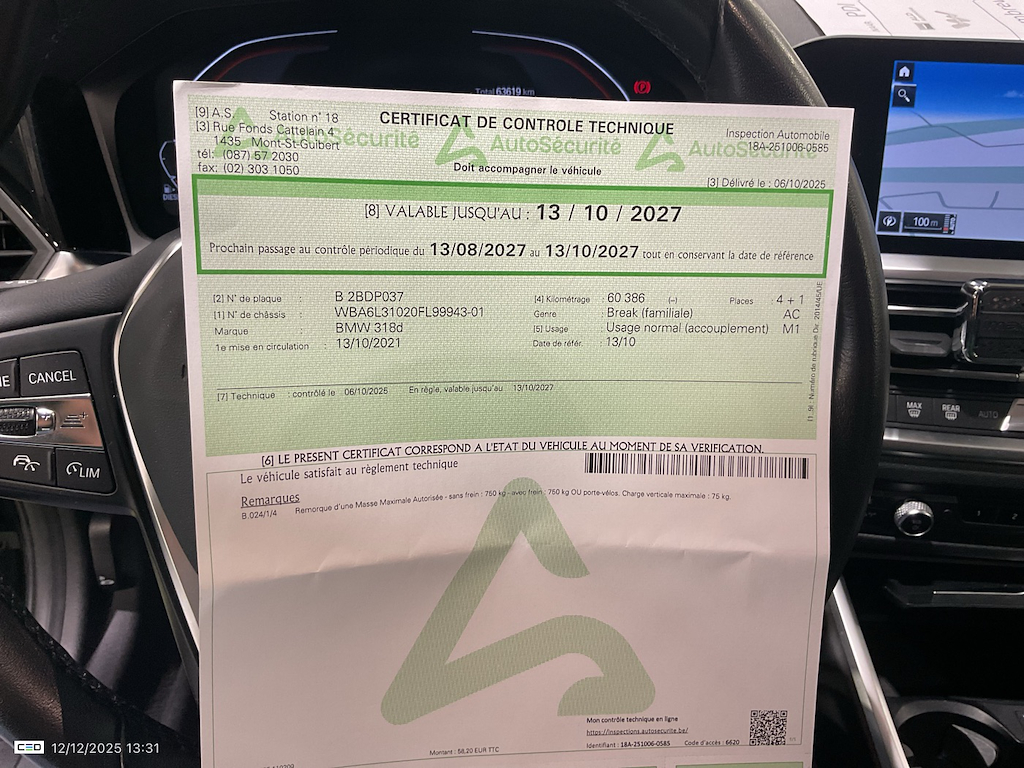 Total 63619 km
[9] A.S. Station n° 18
[3] Rue Fonds Cattelain 4
1435 Mont-St-Guibert
tél: (087) 57 2030
fax: (02) 303 1050
CERTIFICAT DE CONTROLE TECHNIQUE
AutoSécurité AutoSécurité AutoSécurité
Doit accompagner le véhicule
Inspection Automobile
18A-251006-0585
[3] Délivré le : 06/10/2025
[8] VALABLE JUSQU'AU : 13 / 10 / 2027
Prochain passage au contrôle périodique du 13/08/2027 au 13/10/2027 tout en conservant la date de référence
[2] N° de plaque : B 2BDP037
[1] N° de châssis : WBA6L31020FL99943-01
Marque : BMW 318d
1e mise en circulation : 13/10/2021
[4] Kilométrage : 60 386 (--) Places : 4 + 1
Genre : Break (familiale) AC
[5] Usage : Usage normal (accouplement) M1
Date de référ. : 13/10
[7] Technique : contrôlé le 06/10/2025 En règle, valable jusqu'au 13/10/2027
[6] LE PRESENT CERTIFICAT CORRESPOND A L'ETAT DU VEHICULE AU MOMENT DE SA VERIFICATION.
Le véhicule satisfait au règlement technique
Remarques
B.024/1/4 Remorque d'une Masse Maximale Autorisée - sans frein : 750 kg - avec frein : 750 kg OU porte-vélos. Charge verticale maximale : 75 kg.
Mon contrôle technique en ligne
https://inspections.autosecurite.be/
Identifiant : 18A-251006-0585 Code d'accès : 6620
Montant : 58,20 EUR TTC
CANCEL
LIM
100 m
MAX
REAR
AUTO
CEO 12/12/2025 13:31